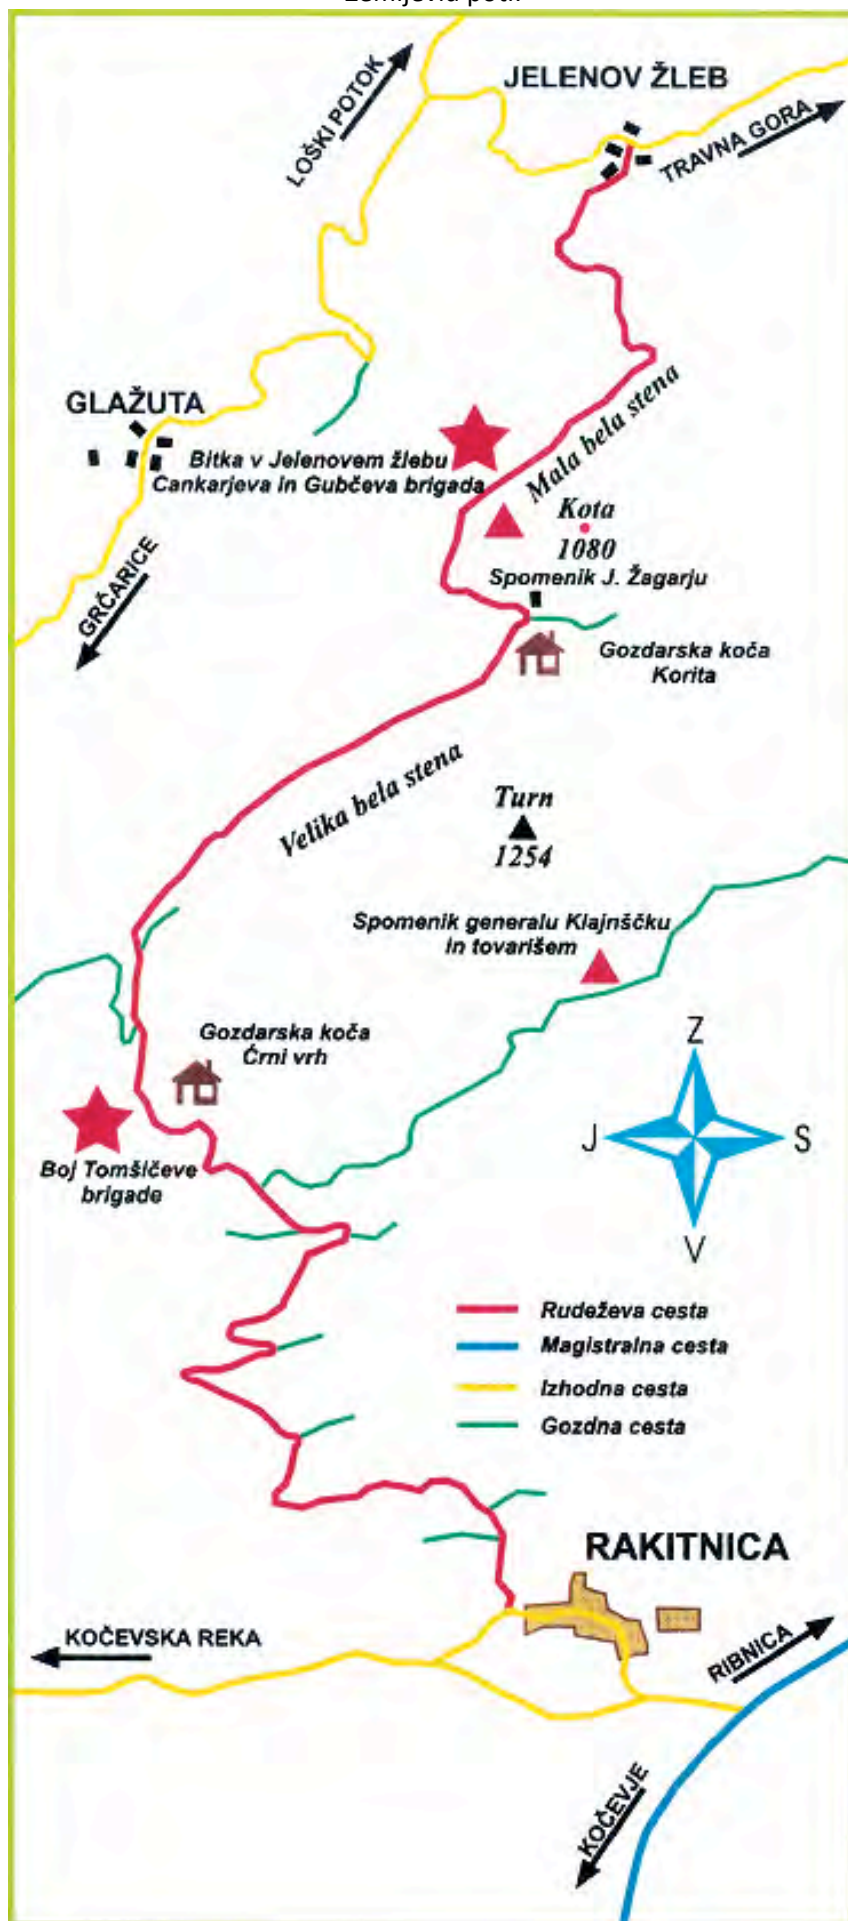 JELENOV ŽLEB
LOŠKI POTOK
TRAVNA GORA
GLAŽUTA
Bitka v Jelenovem žlebu
Cankarjeva in Gubčeva brigada
Mala bela stena
Kota
1080
Spomenik J. Žagarju
GRČARICE
Gozdarska koča
Korita
Velika bela stena
Turn
1254
Spomenik generalu Klajnščku
in tovarišem
Gozdarska koča
Črni vrh
Z
J
S
V
Boj Tomšičeve
brigade
Rudeževa cesta
Magistralna cesta
Izhodna cesta
Gozdna cesta
RAKITNICA
KOČEVSKA REKA
RIBNICA
KOČEVJE